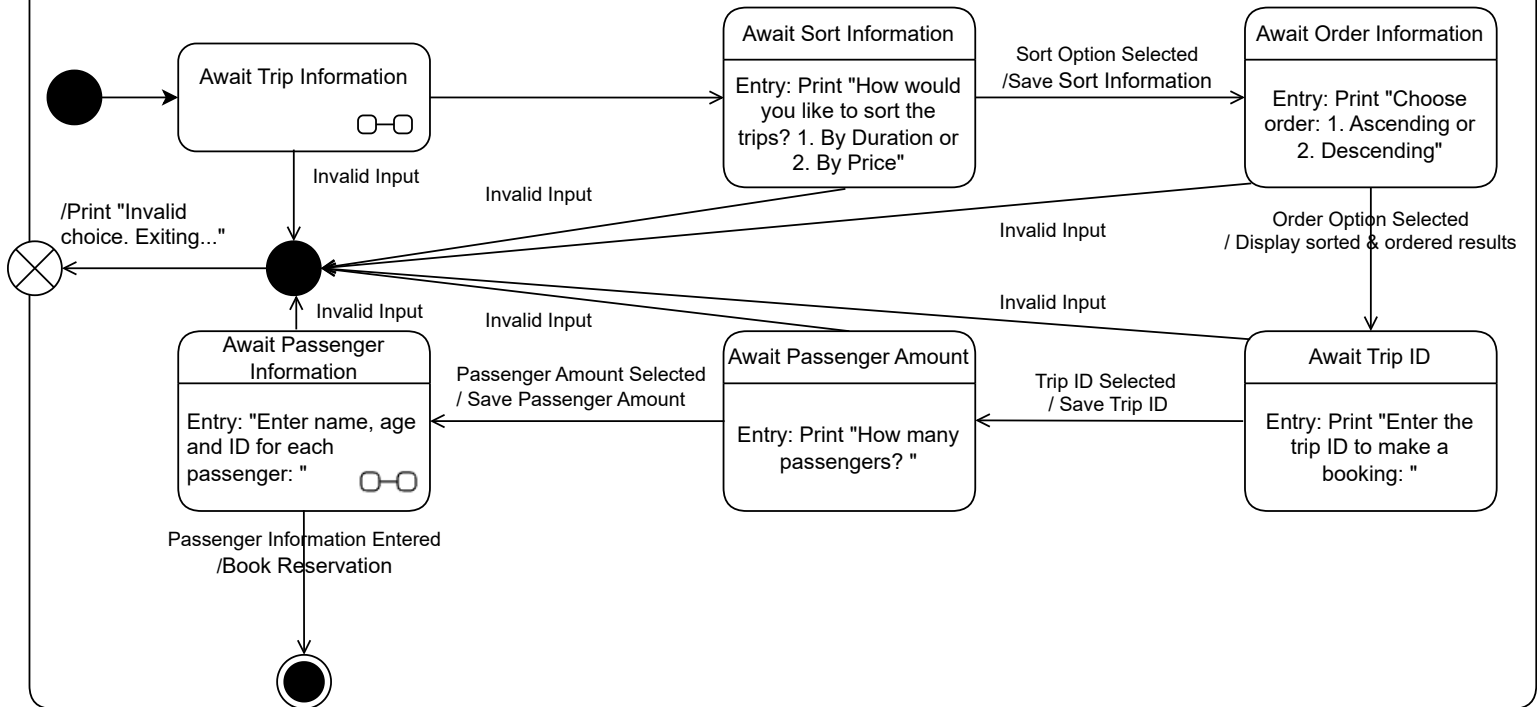 Await Trip Information
Await Sort Information
Entry: Print "How would
you like to sort the
trips? 1. By Duration or
2. By Price"
Sort Option Selected
/Save Sort Information
Await Order Information
Entry: Print "Choose
order: 1. Ascending or
2. Descending"
Invalid Input
Invalid Input
/Print "Invalid
choice. Exiting..."
Invalid Input
Order Option Selected
/ Display sorted & ordered results
Invalid Input
Invalid Input
Invalid Input
Await Passenger
Information
Entry: "Enter name, age
and ID for each
passenger: "
Passenger Amount Selected
/ Save Passenger Amount
Await Passenger Amount
Entry: Print "How many
passengers? "
Trip ID Selected
/ Save Trip ID
Await Trip ID
Entry: Print "Enter the
trip ID to make a
booking: "
Passenger Information Entered
/Book Reservation